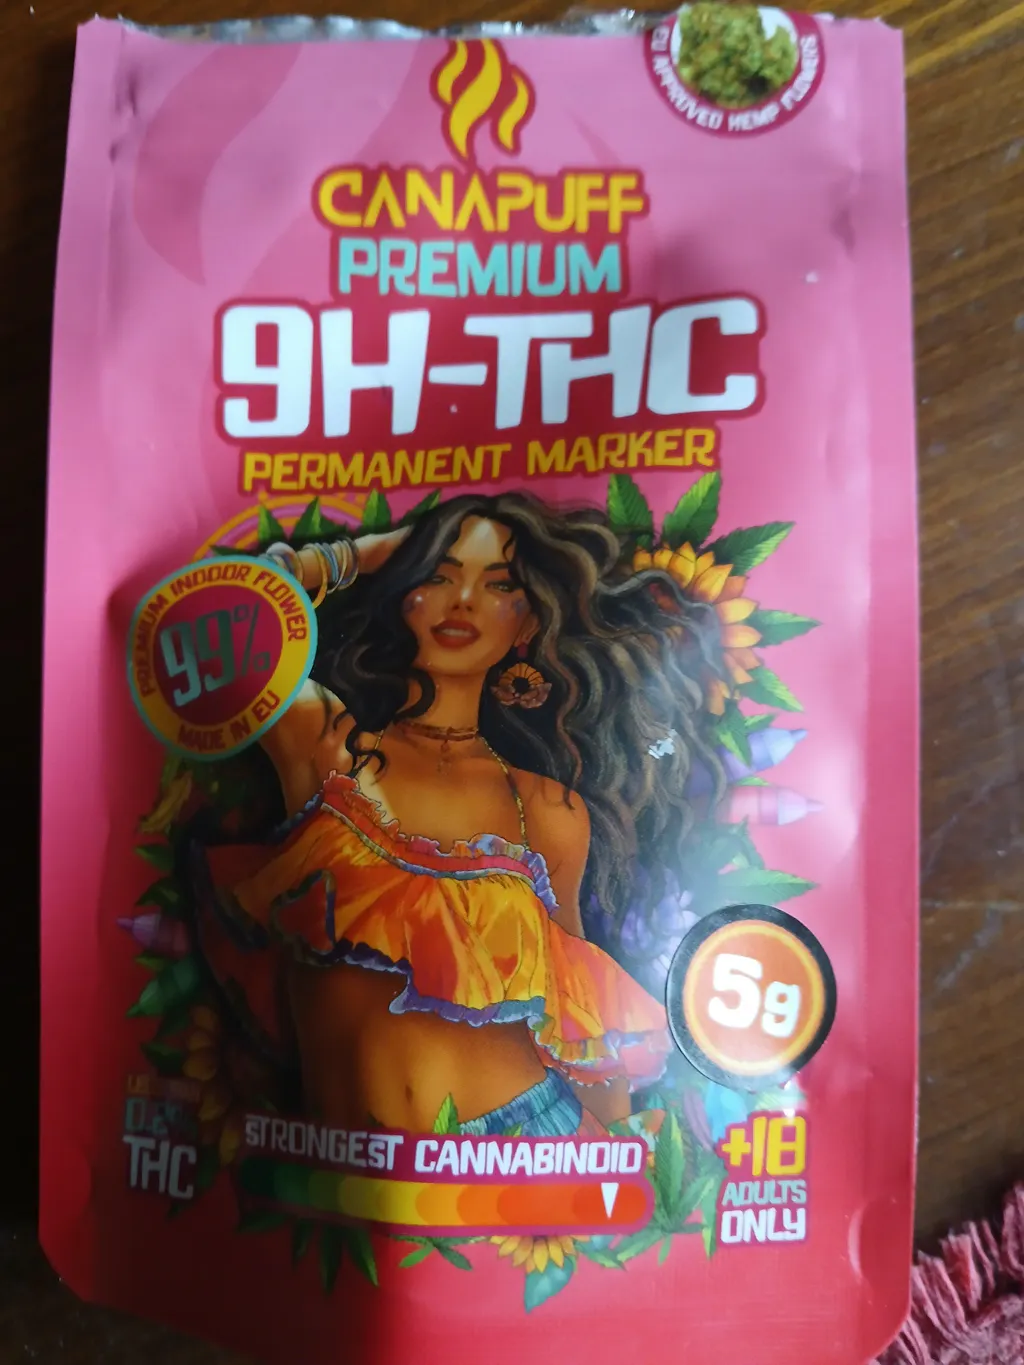 EU APPROVED HEMP FLOWERS
CANAPUFF
PREMIUM
9H-THC
PERMANENT MARKER
PREMIUM INDOOR FLOWER
99%
MADE IN EU
5g
THC
STRONGEST CANNABINOID
+18
ADULTS
ONLY